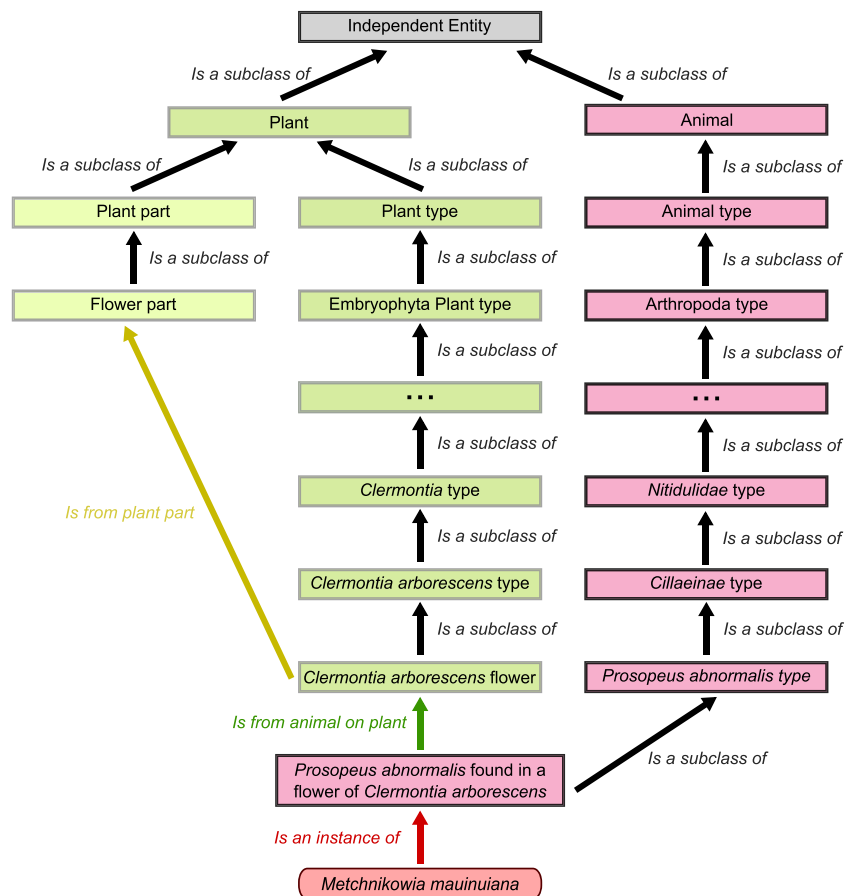 Independent Entity
Is a subclass of
Is a subclass of
Plant
Animal
Is a subclass of
Is a subclass of
Is a subclass of
Plant part
Plant type
Animal type
Is a subclass of
Is a subclass of
Is a subclass of
Flower part
Embryophyta Plant type
Arthropoda type
Is a subclass of
Is a subclass of
...
...
Is a subclass of
Is a subclass of
Clermontia type
Nitidulidae type
Is from plant part
Is a subclass of
Is a subclass of
Clermontia arborescens type
Cillaeinae type
Is a subclass of
Is a subclass of
Clermontia arborescens flower
Prosopeus abnormalis type
Is from animal on plant
Is a subclass of
Prosopeus abnormalis found in a
flower of Clermontia arborescens
Is an instance of
Metchnikowia mauinuiana